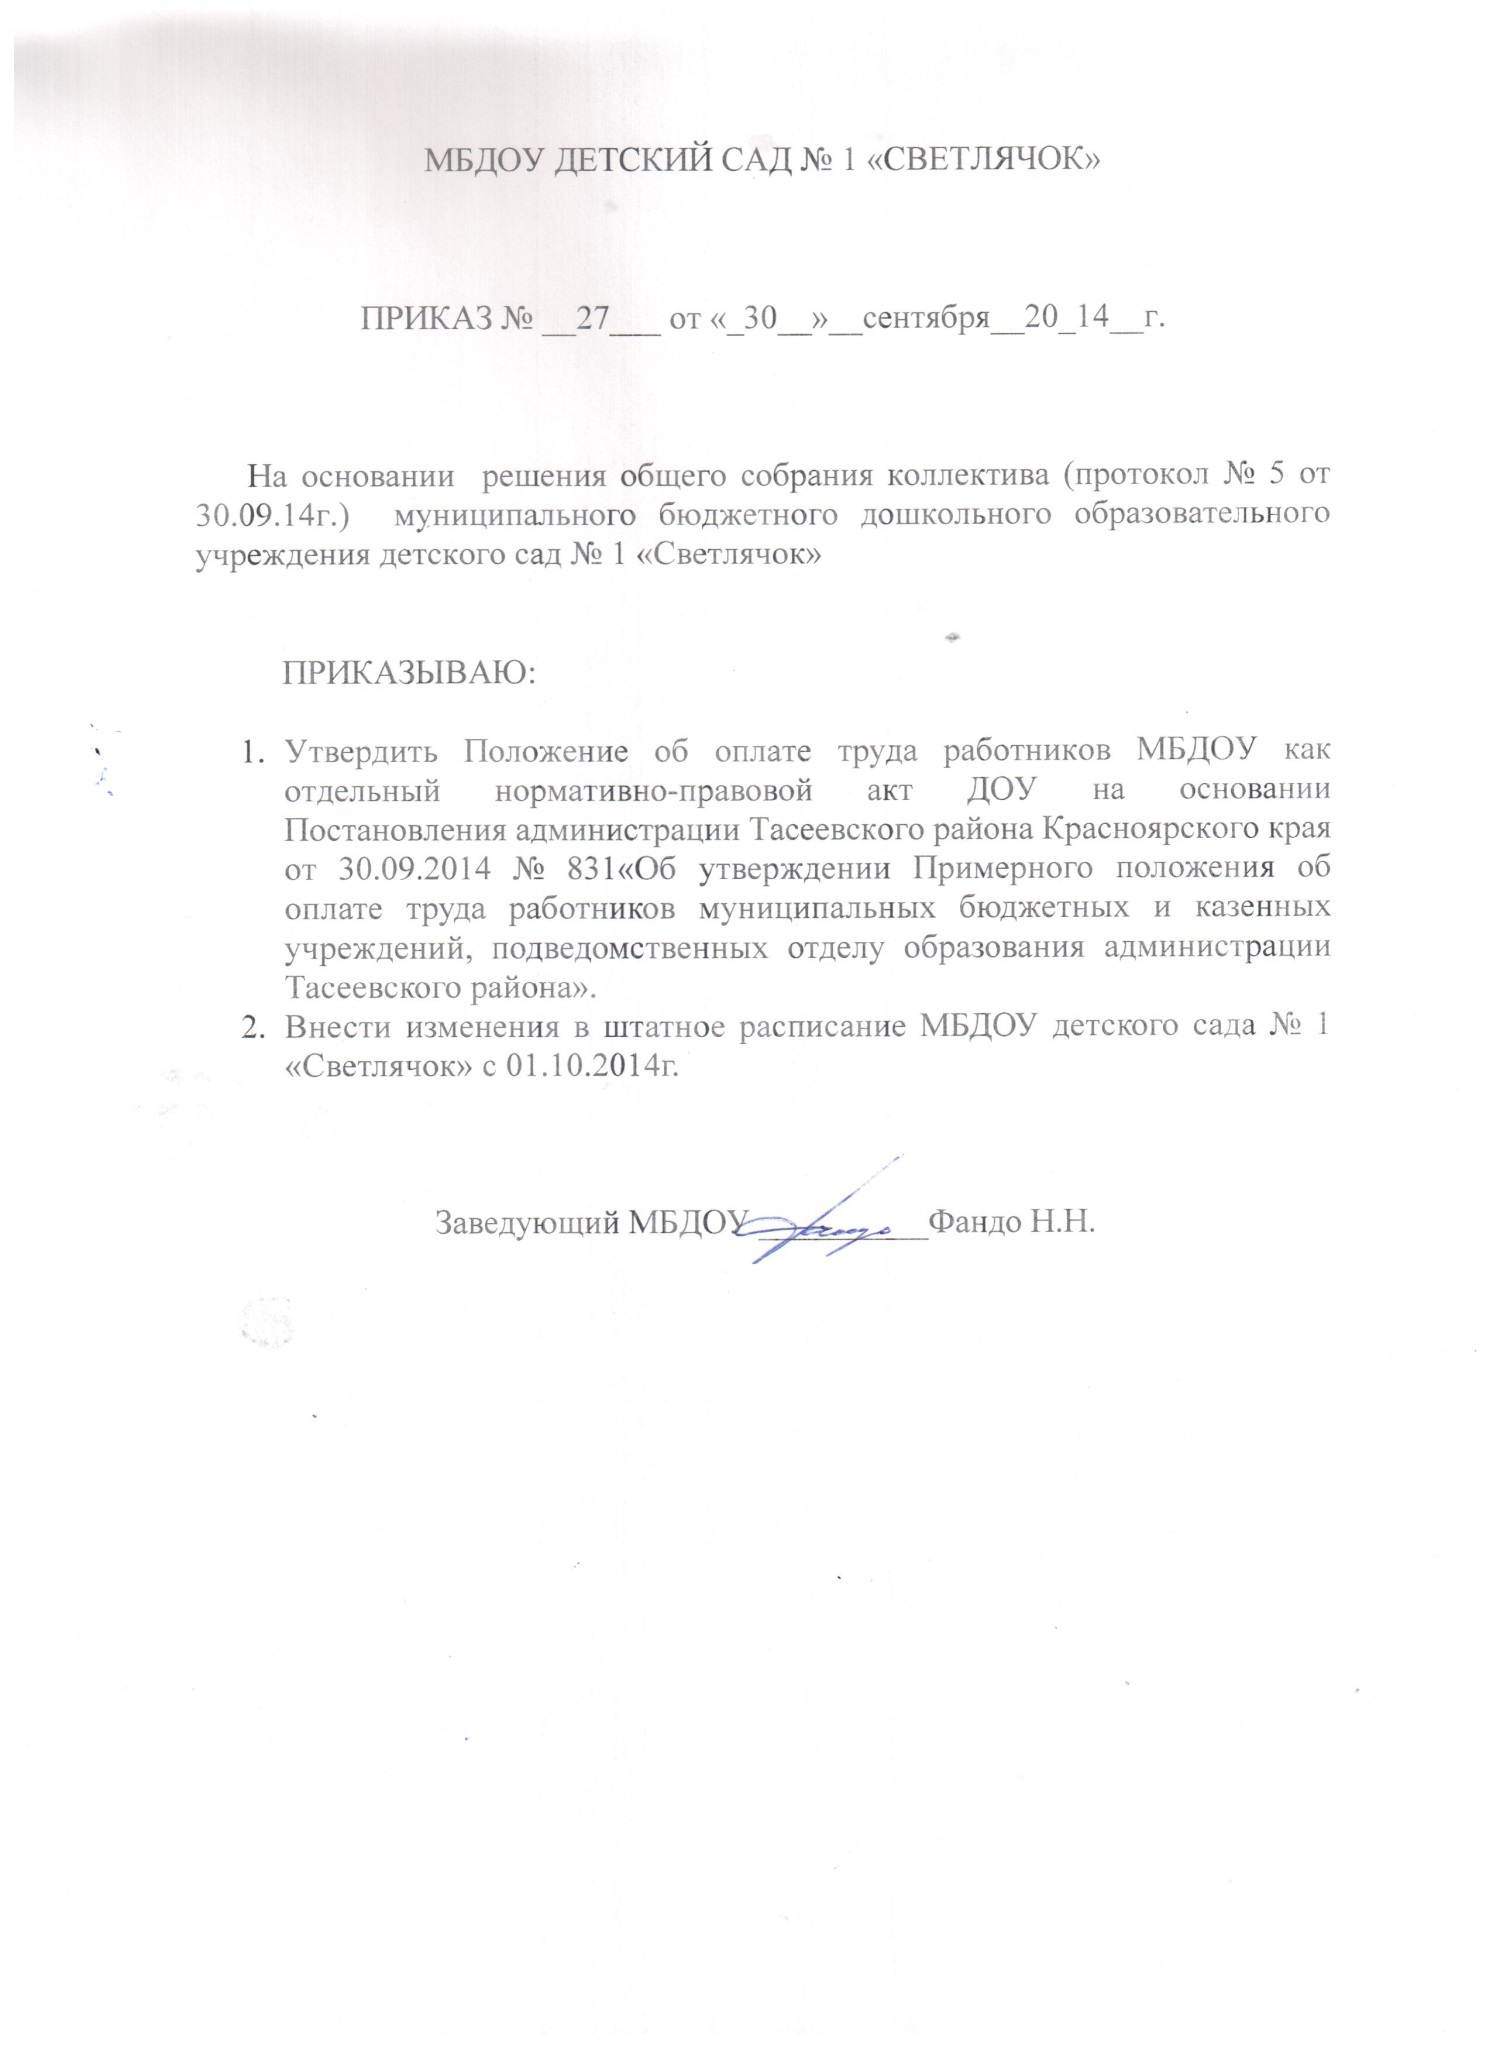 МБДОУ ДЕТСКИЙ САД № 1 «СВЕТЛЯЧОК»
ПРИКАЗ № __27___ от «_30__»__сентября__20_14__г.
На основании решения общего собрания коллектива (протокол № 5 от
30.09.14г.) муниципального бюджетного дошкольного образовательного
учреждения детского сад № 1 «Светлячок»
ПРИКАЗЫВАЮ:
1. Утвердить Положение об оплате труда работников МБДОУ как
отдельный нормативно-правовой акт ДОУ на основании
Постановления администрации Тасеевского района Красноярского края
от 30.09.2014 № 831«Об утверждении Примерного положения об
оплате труда работников муниципальных бюджетных и казенных
учреждений, подведомственных отделу образования администрации
Тасеевского района».
2. Внести изменения в штатное расписание МБДОУ детского сада № 1
«Светлячок» с 01.10.2014г.
Заведующий МБДОУ __________Фандо Н.Н.